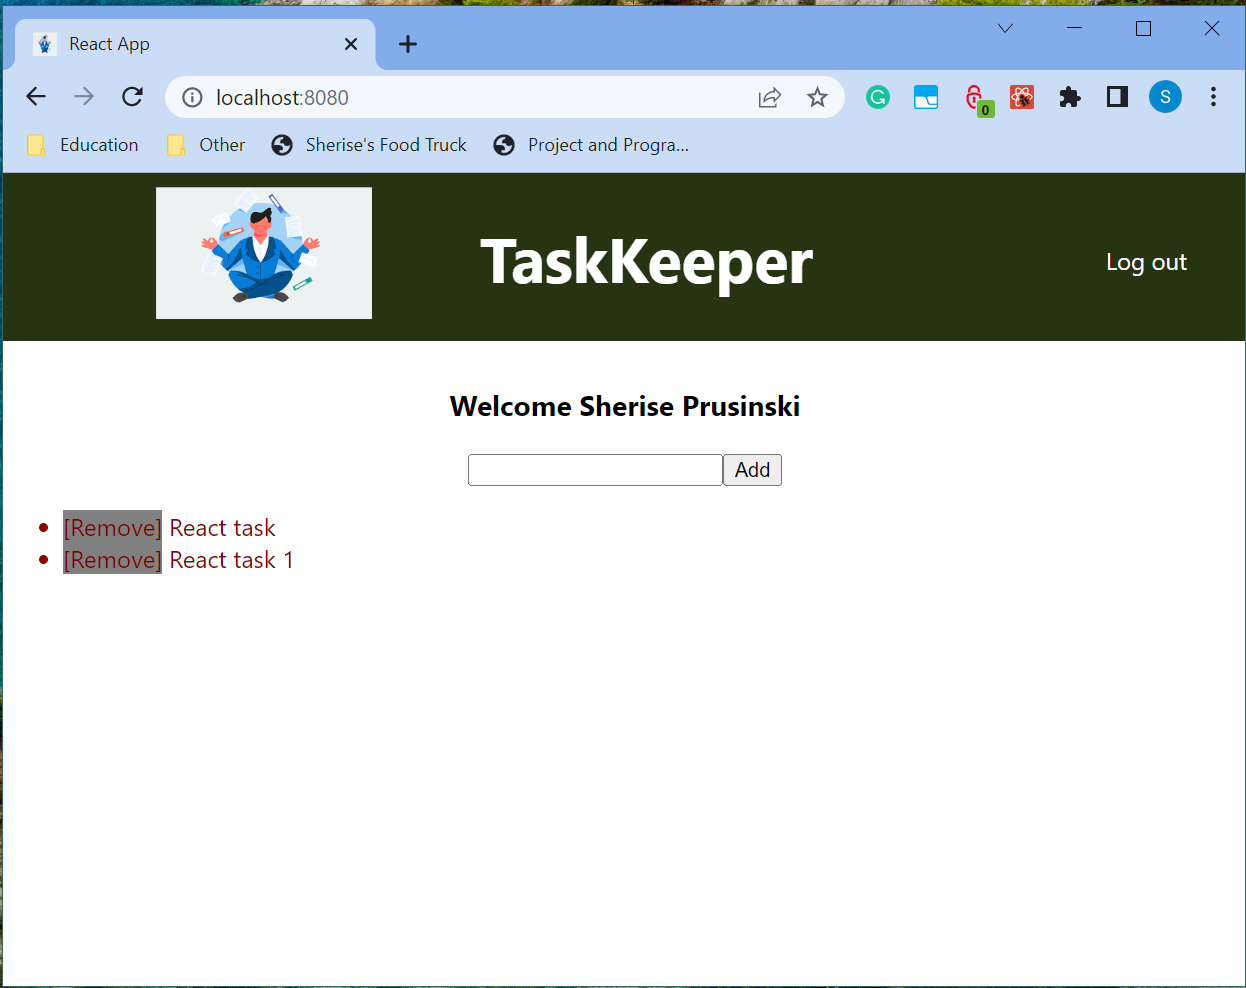 React App
localhost:8080
0
S
Education Other Sherise's Food Truck Project and Progra...
TaskKeeper
Log out
Welcome Sherise Prusinski
Add
[Remove] React task
[Remove] React task 1